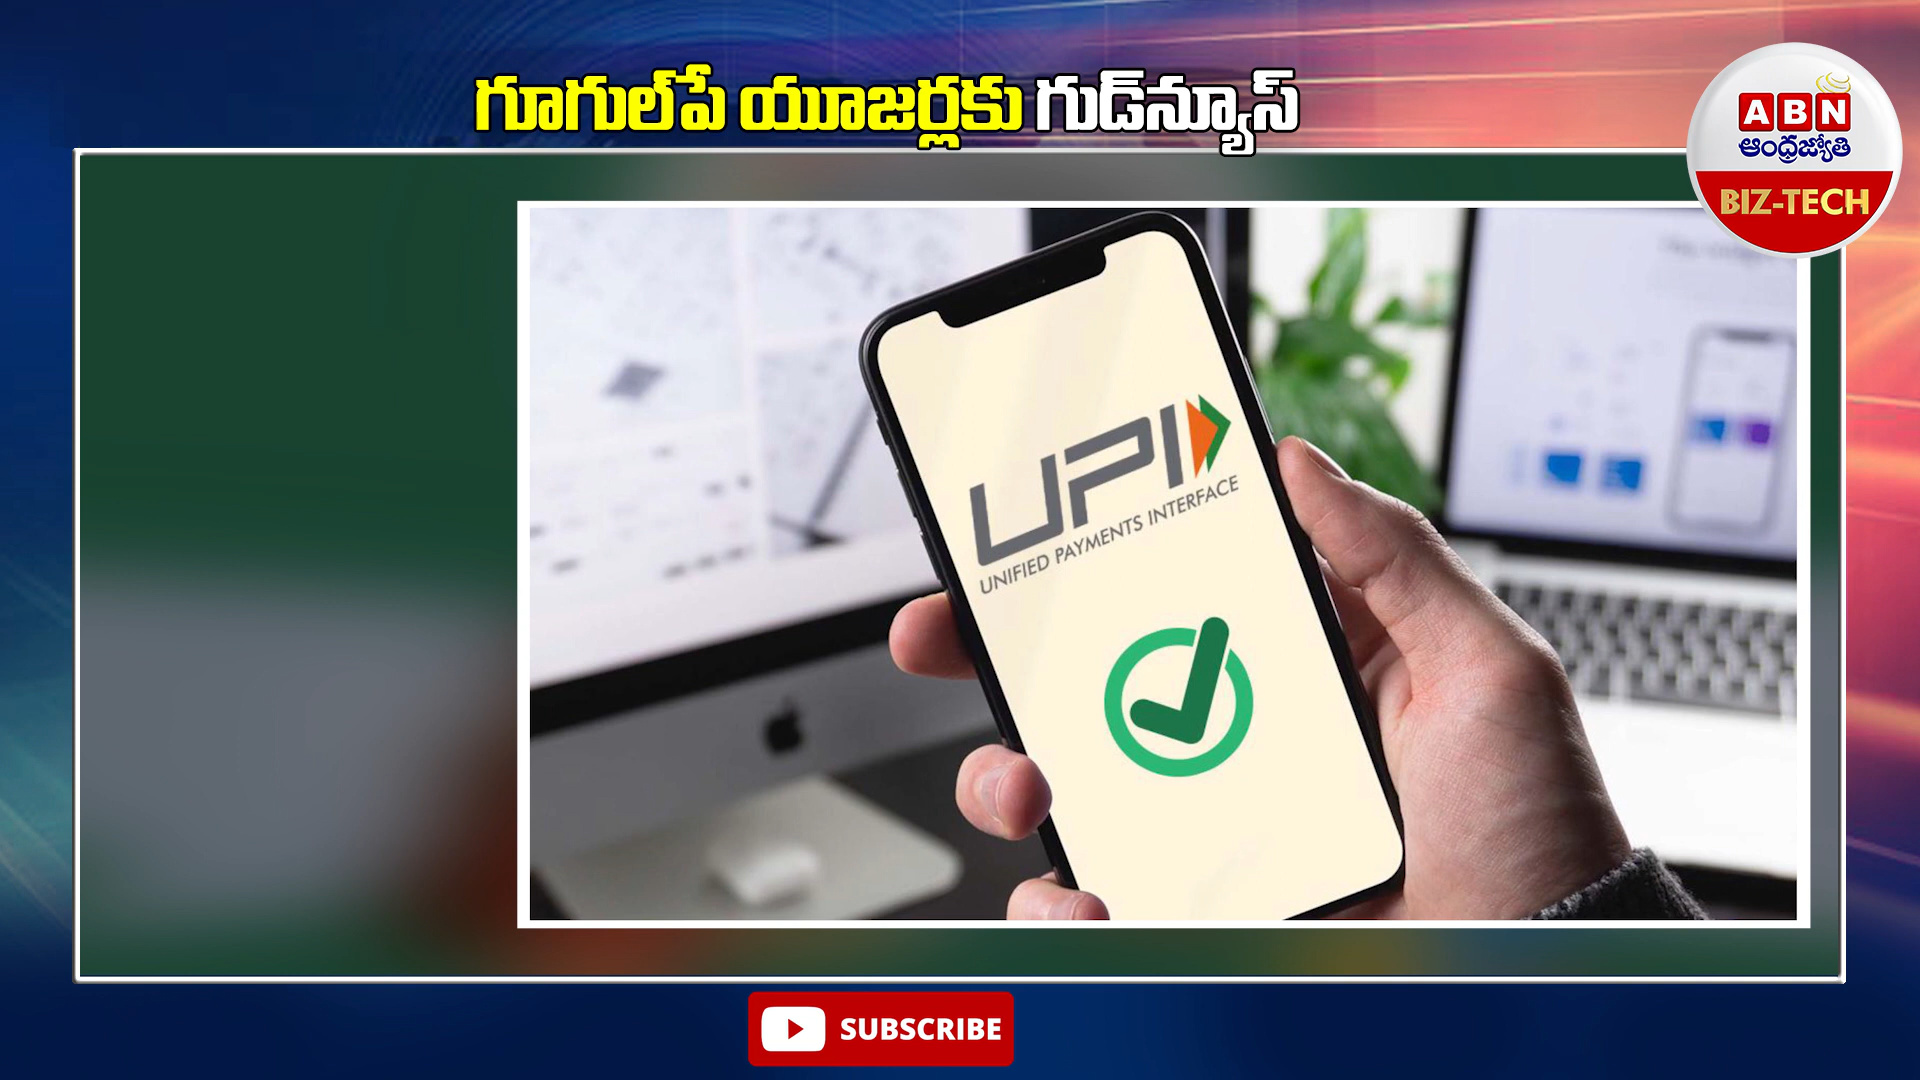 గూగుల్‌పే యూజర్లకు గుడ్‌న్యూస్
ABN
ఆంధ్రజ్యోతి
BIZ-TECH
UPI
UNIFIED PAYMENTS INTERFACE
SUBSCRIBE